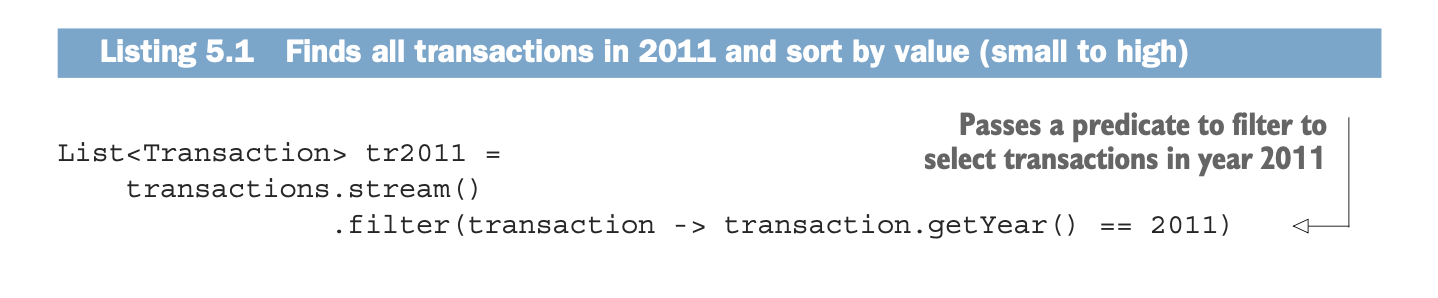 Listing 5.1 Finds all transactions in 2011 and sort by value (small to high)
Passes a predicate to filter to
select transactions in year 2011
List<Transaction> tr2011 =
transactions.stream()
.filter(transaction -> transaction.getYear() == 2011)